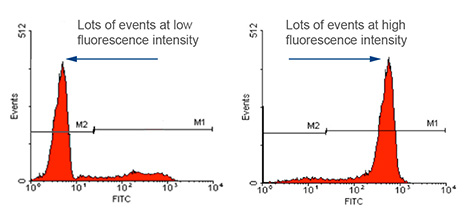 Lots of events at low
fluorescence intensity
512
Events
M2
M1
0
10⁰ 10¹ 10² 10³ 10⁴
FITC
Lots of events at high
fluorescence intensity
512
Events
M2
M1
0
10⁰ 10¹ 10² 10³ 10⁴
FITC